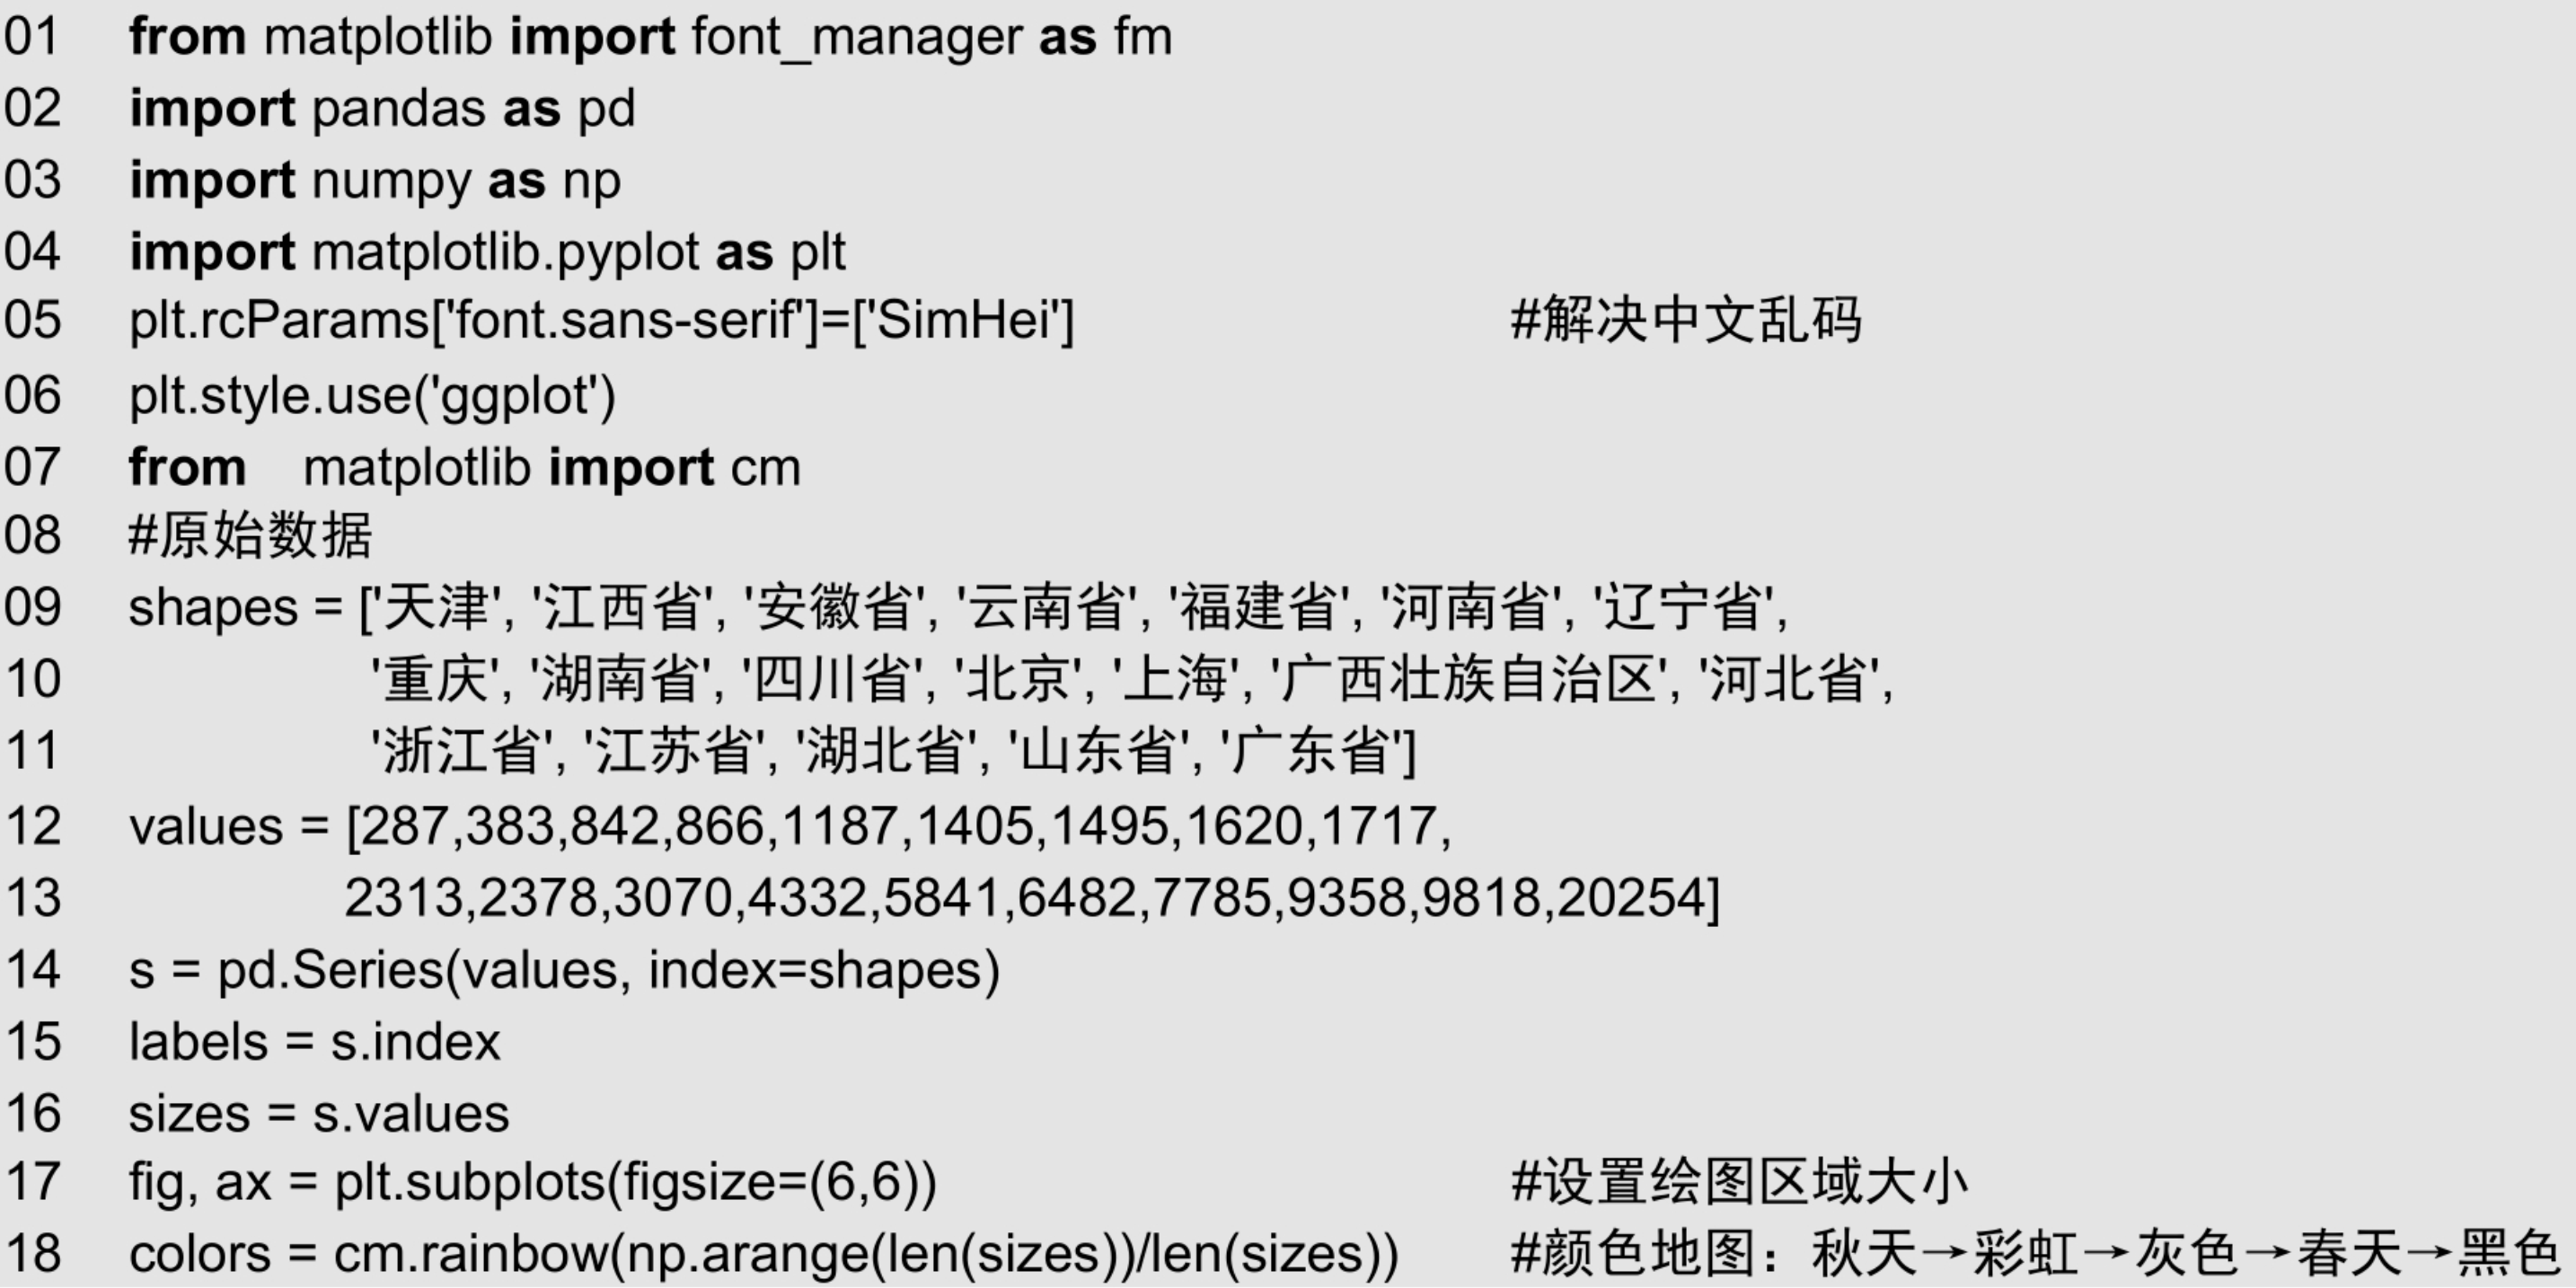 01 from matplotlib import font_manager as fm
02 import pandas as pd
03 import numpy as np
04 import matplotlib.pyplot as plt
05 plt.rcParams['font.sans-serif']=['SimHei'] #解决中文乱码
06 plt.style.use('ggplot')
07 from matplotlib import cm
08 #原始数据
09 shapes = ['天津', '江西省', '安徽省', '云南省', '福建省', '河南省', '辽宁省',
10 '重庆', '湖南省', '四川省', '北京', '上海', '广西壮族自治区', '河北省',
11 '浙江省', '江苏省', '湖北省', '山东省', '广东省']
12 values = [287,383,842,866,1187,1405,1495,1620,1717,
13 2313,2378,3070,4332,5841,6482,7785,9358,9818,20254]
14 s = pd.Series(values, index=shapes)
15 labels = s.index
16 sizes = s.values
17 fig, ax = plt.subplots(figsize=(6,6)) #设置绘图区域大小
18 colors = cm.rainbow(np.arange(len(sizes))/len(sizes)) #颜色地图：秋天→彩虹→灰色→春天→黑色